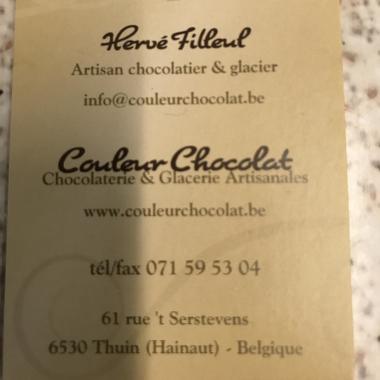 Hervé Filleul
Artisan chocolatier & glacier
info@couleurchocolat.be
Couleur Chocolat
Chocolaterie & Glacerie Artisanales
www.couleurchocolat.be
tél/fax 071 59 53 04
61 rue 't Serstevens
6530 Thuin (Hainaut) - Belgique